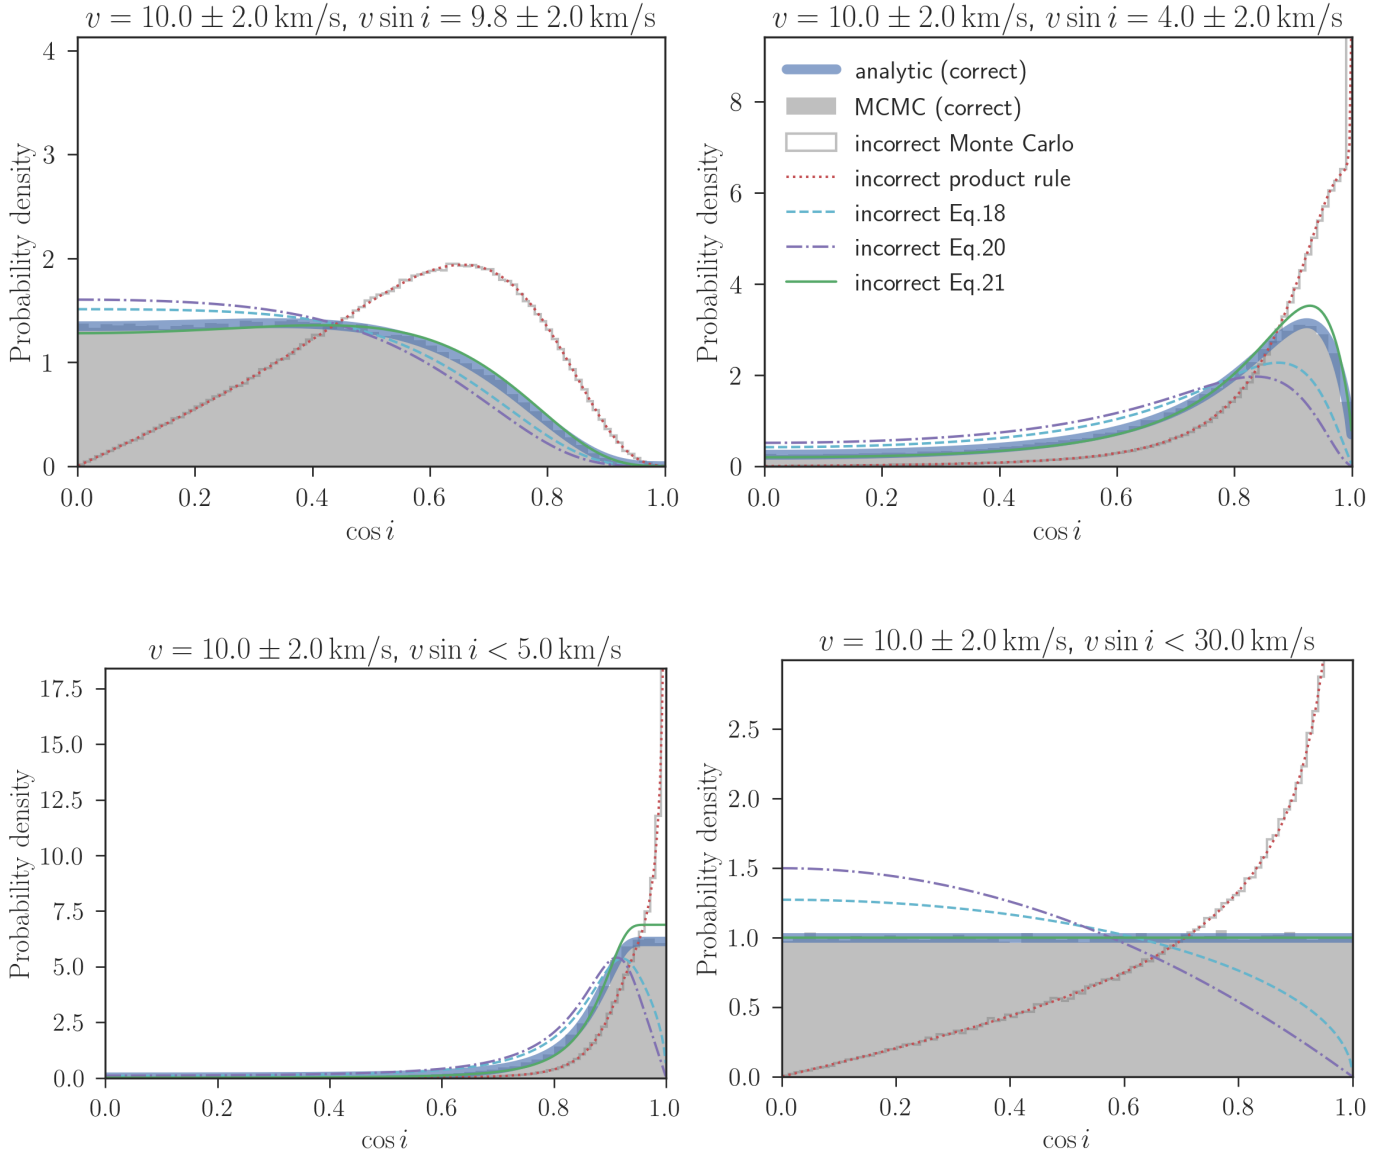 v = 10.0 ± 2.0 km/s, v sin i = 9.8 ± 2.0 km/s
4
3
2
1
0
Probability density
0.0 0.2 0.4 0.6 0.8 1.0
cos i
v = 10.0 ± 2.0 km/s, v sin i = 4.0 ± 2.0 km/s
analytic (correct)
MCMC (correct)
incorrect Monte Carlo
incorrect product rule
incorrect Eq.18
incorrect Eq.20
incorrect Eq.21
8
6
4
2
0
Probability density
0.0 0.2 0.4 0.6 0.8 1.0
cos i
v = 10.0 ± 2.0 km/s, v sin i < 5.0 km/s
17.5
15.0
12.5
10.0
7.5
5.0
2.5
0.0
Probability density
0.0 0.2 0.4 0.6 0.8 1.0
cos i
v = 10.0 ± 2.0 km/s, v sin i < 30.0 km/s
2.5
2.0
1.5
1.0
0.5
0.0
Probability density
0.0 0.2 0.4 0.6 0.8 1.0
cos i